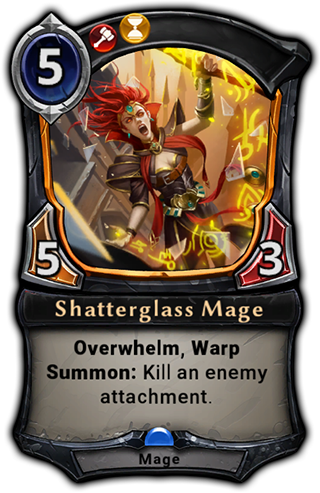 5
5
3
Shatterglass Mage
Overwhelm, Warp
Summon: Kill an enemy
attachment.
Mage